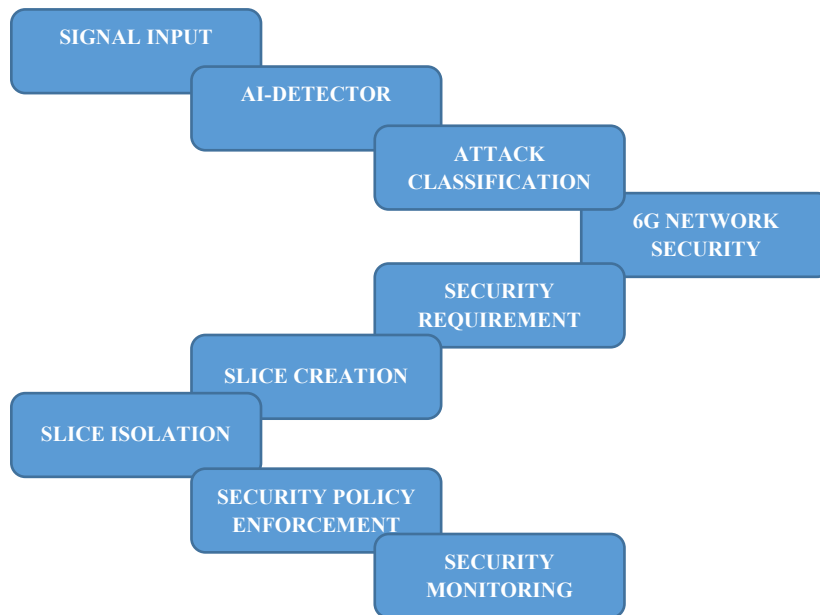 SIGNAL INPUT
AI-DETECTOR
ATTACK
CLASSIFICATION
6G NETWORK
SECURITY
SECURITY
REQUIREMENT
SLICE CREATION
SLICE ISOLATION
SECURITY POLICY
ENFORCEMENT
SECURITY
MONITORING